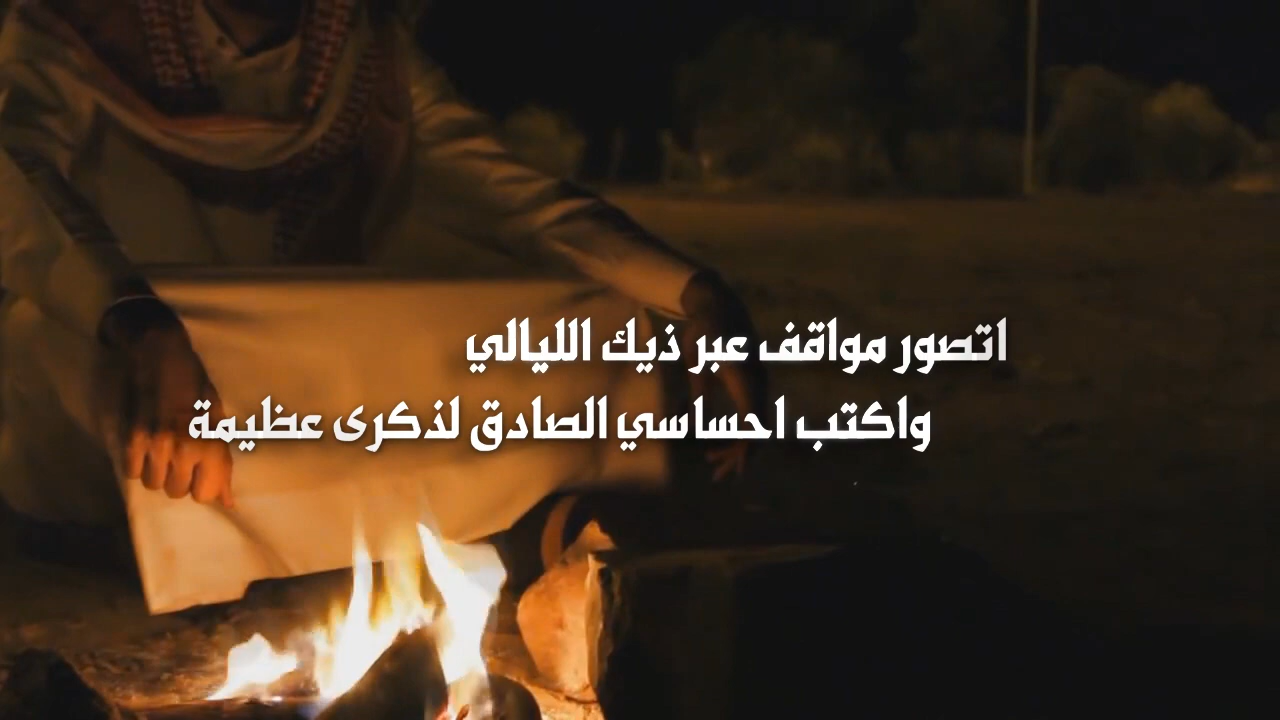 اتصور مواقف عبر ذيك الليالي
واكتب احساسي الصادق لذكرى عظيمة